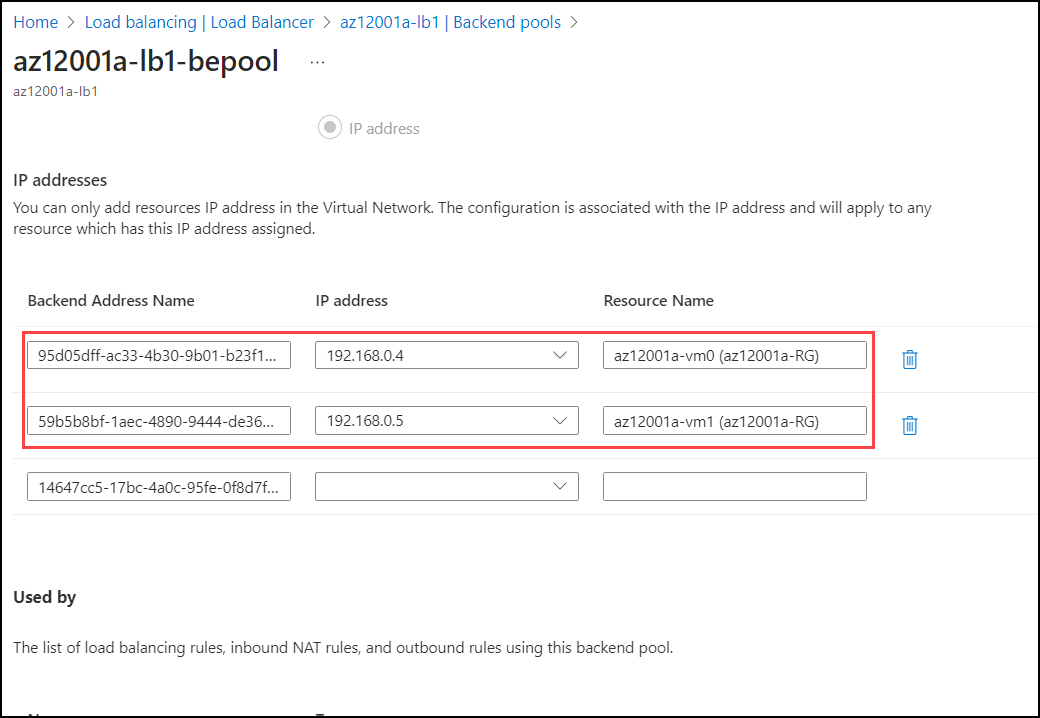 Home > Load balancing | Load Balancer > az12001a-lb1 | Backend pools >
az12001a-lb1-bepool ...
az12001a-lb1
IP address
IP addresses
You can only add resources IP address in the Virtual Network. The configuration is associated with the IP address and will apply to any
resource which has this IP address assigned.
Backend Address Name IP address Resource Name
95d05dff-ac33-4b30-9b01-b23f1... 192.168.0.4 az12001a-vm0 (az12001a-RG)
59b5b8bf-1aec-4890-9444-de36... 192.168.0.5 az12001a-vm1 (az12001a-RG)
14647cc5-17bc-4a0c-95fe-0f8d7f...
Used by
The list of load balancing rules, inbound NAT rules, and outbound rules using this backend pool.